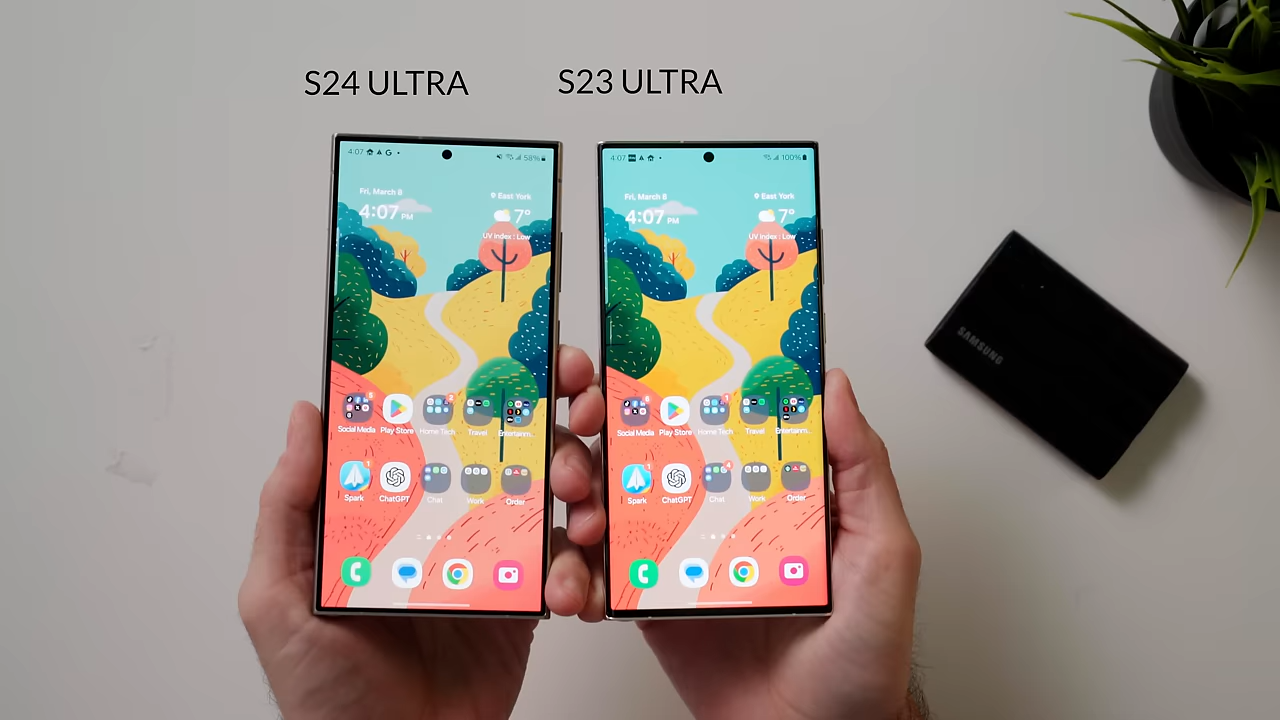 S24 ULTRA
S23 ULTRA
4:07
58%
Fri, March 8
East York
4:07 PM
7°
UV index : Low
Social Media
Play Store
Home Tech
Travel
Entertainm...
Spark
ChatGPT
Chat
Work
Order
4:07
100%
Fri, March 8
East York
4:07 PM
7°
UV index : Low
Social Media
Play Store
Home Tech
Travel
Entertainm...
Spark
ChatGPT
Chat
Work
Order
SAMSUNG